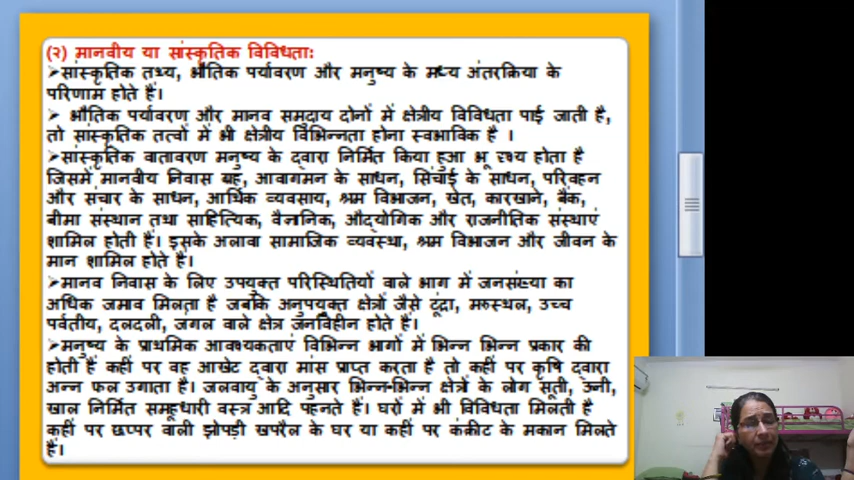 (२) मानवीय या सांस्कृतिक विविधता:
➢सांस्कृतिक तथ्य, भौतिक पर्यावरण और मनुष्य के मध्य अंतरक्रिया के
परिणाम होते हैं।
➢ भौतिक पर्यावरण और मानव समुदाय दोनों में क्षेत्रीय विविधता पाई जाती है,
तो सांस्कृतिक तत्वों में भी क्षेत्रीय विभिन्नता होना स्वभाविक है ।
➢सांस्कृतिक वातावरण मनुष्य के द्वारा निर्मित किया हुआ भू दृश्य होता है
जिसमें मानवीय निवास ग्रह, आवागमन के साधन, सिंचाई के साधन, परिवहन
और संचार के साधन, आर्थिक व्यवसाय, श्रम विभाजन, खेत, कारखाने, बैंक,
बीमा संस्थान तथा साहित्यिक, वैज्ञानिक, औद्योगिक और राजनीतिक संस्थाएं
शामिल होती हैं। इसके अलावा सामाजिक व्यवस्था, श्रम विभाजन और जीवन के
मान शामिल होते हैं।
➢मानव निवास के लिए उपयुक्त परिस्थितियों वाले भाग में जनसंख्या का
अधिक जमाव मिलता है जबकि अनुपयुक्त क्षेत्रों जैसे टूंड्रा, मरुस्थल, उच्च
पर्वतीय, दलदली, जंगल वाले क्षेत्र जनविहीन होते हैं।
➢मनुष्य के प्राथमिक आवश्यकताएं विभिन्न भागों में भिन्न भिन्न प्रकार की
होती हैं कहीं पर वह आखेट द्वारा मांस प्राप्त करता है तो कहीं पर कृषि द्वारा
अन्न फल उगाता है। जलवायु के अनुसार भिन्न-भिन्न क्षेत्रों के लोग सूती, ऊनी,
खाल निर्मित समूहधारी वस्त्र आदि पहनते हैं। घरों में भी विविधता मिलती है
कहीं पर छप्पर वाली झोपड़ी खपरैल के घर या कहीं पर कंक्रीट के मकान मिलते
हैं।